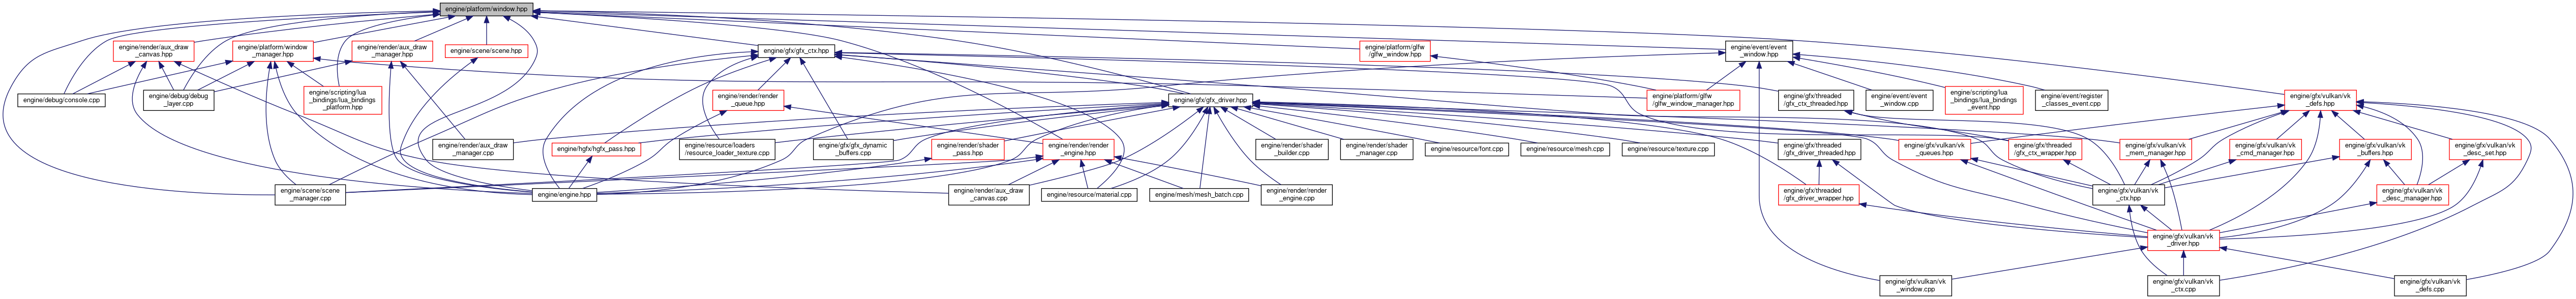 engine/platform/window.hpp
engine/render/aux_draw
_canvas.hpp
engine/platform/window
_manager.hpp
engine/render/aux_draw
_manager.hpp
engine/scene/scene.hpp
engine/gfx/gfx_ctx.hpp
engine/platform/glfw
/glfw_window.hpp
engine/event/event
_window.hpp
engine/debug/console.cpp
engine/debug/debug
_layer.cpp
engine/scripting/lua
_bindings/lua_bindings
_platform.hpp
engine/render/render
_queue.hpp
engine/gfx/gfx_driver.hpp
engine/platform/glfw
/glfw_window_manager.hpp
engine/gfx/threaded
/gfx_ctx_threaded.hpp
engine/event/event
_window.cpp
engine/scripting/lua
_bindings/lua_bindings
_event.hpp
engine/event/register
_classes_event.cpp
engine/gfx/vulkan/vk
_defs.hpp
engine/render/aux_draw
_manager.cpp
engine/hgfx/hgfx_pass.hpp
engine/resource/loaders
/resource_loader_texture.cpp
engine/gfx/gfx_dynamic
_buffers.cpp
engine/render/shader
_pass.hpp
engine/render/render
_engine.hpp
engine/render/shader
_builder.cpp
engine/render/shader
_manager.cpp
engine/resource/font.cpp
engine/resource/mesh.cpp
engine/resource/texture.cpp
engine/gfx/threaded
/gfx_driver_threaded.hpp
engine/gfx/vulkan/vk
_queues.hpp
engine/gfx/threaded
/gfx_ctx_wrapper.hpp
engine/gfx/vulkan/vk
_mem_manager.hpp
engine/gfx/vulkan/vk
_cmd_manager.hpp
engine/gfx/vulkan/vk
_buffers.hpp
engine/gfx/vulkan/vk
_desc_set.hpp
engine/scene/scene
_manager.cpp
engine/engine.hpp
engine/render/aux_draw
_canvas.cpp
engine/resource/material.cpp
engine/mesh/mesh_batch.cpp
engine/render/render
_engine.cpp
engine/gfx/threaded
/gfx_driver_wrapper.hpp
engine/gfx/vulkan/vk
_ctx.hpp
engine/gfx/vulkan/vk
_desc_manager.hpp
engine/gfx/vulkan/vk
_driver.hpp
engine/gfx/vulkan/vk
_window.cpp
engine/gfx/vulkan/vk
_ctx.cpp
engine/gfx/vulkan/vk
_defs.cpp